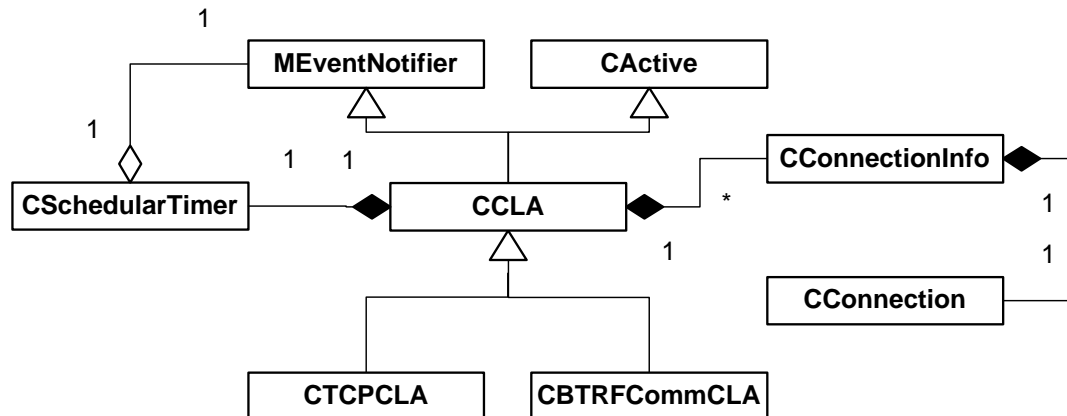 1
MEventNotifier
CActive
1
1
1
CConnectionInfo
CSchedularTimer
CCLA
*
1
1
1
CConnection
CTCPCLA
CBTRFCommCLA